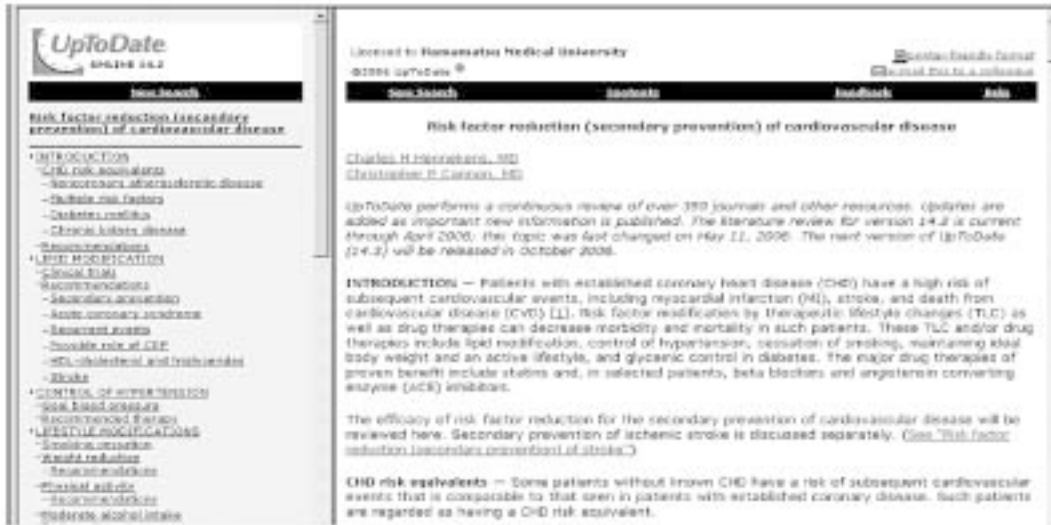 UpToDate
ONLINE 14.2
New Search
Risk factor reduction (secondary
prevention) of cardiovascular disease
INTRODUCTION
CHD risk equivalents
Noncoronary atherosclerotic disease
Multiple risk factors
Diabetes mellitus
Chronic kidney disease
Recommendations
LIPID MODIFICATION
Clinical trials
Recommendations
Secondary prevention
Acute coronary syndrome
Recurrent events
Possible role of CRP
HDL-cholesterol and triglycerides
Stroke
CONTROL OF HYPERTENSION
Goal blood pressure
Recommended therapy
LIFESTYLE MODIFICATIONS
Smoking cessation
Weight reduction
Recommendations
Physical activity
Recommendations
Moderate alcohol intake
Licensed to Hamamatsu Medical University
©2006 UpToDate ®
Printer-friendly format
E-mail this to a colleague
New Search Contents Feedback Help
Risk factor reduction (secondary prevention) of cardiovascular disease
Charles H Hennekens, MD
Christopher P Cannon, MD
UpToDate performs a continuous review of over 350 journals and other resources. Updates are
added as important new information is published. The literature review for version 14.2 is current
through April 2006; this topic was last changed on May 11, 2006. The next version of UpToDate
(14.3) will be released in October 2006.
INTRODUCTION — Patients with established coronary heart disease (CHD) have a high risk of
subsequent cardiovascular events, including myocardial infarction (MI), stroke, and death from
cardiovascular disease (CVD) [1]. Risk factor modification by therapeutic lifestyle changes (TLC) as
well as drug therapies can decrease morbidity and mortality in such patients. These TLC and/or drug
therapies include lipid modification, control of hypertension, cessation of smoking, maintaining ideal
body weight and an active lifestyle, and glycemic control in diabetes. The major drug therapies of
proven benefit include statins and, in selected patients, beta blockers and angiotensin converting
enzyme (ACE) inhibitors.
The efficacy of risk factor reduction for the secondary prevention of cardiovascular disease will be
reviewed here. Secondary prevention of ischemic stroke is discussed separately. (See "Risk factor
reduction (secondary prevention) of stroke")
CHD risk equivalents — Some patients without known CHD have a risk of subsequent cardiovascular
events that is comparable to that seen in patients with established coronary disease. Such patients
are regarded as having a CHD risk equivalent.